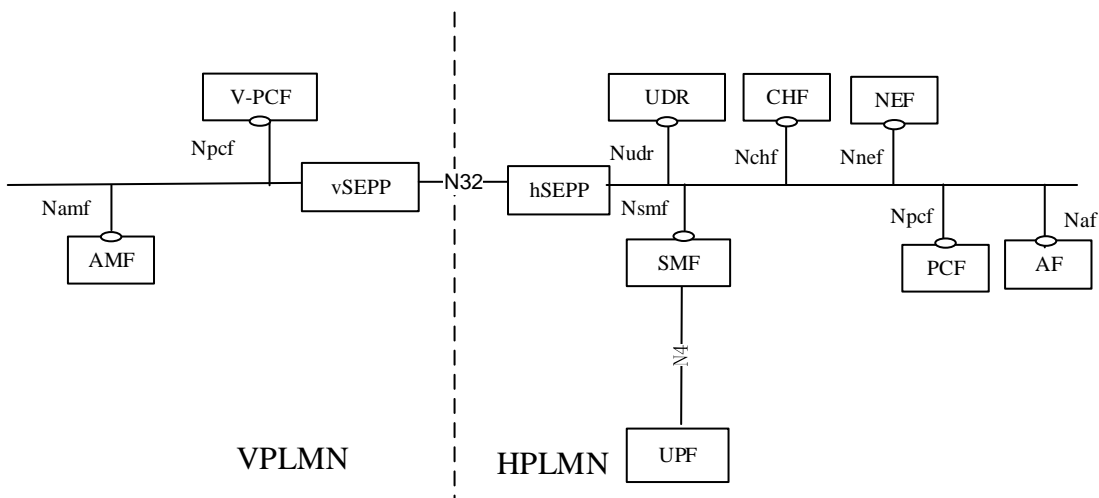 V-PCF
UDR
CHF
NEF
Npcf
Nudr
Nchf
Nnef
vSEPP
N32
hSEPP
Namf
Nsmf
Npcf
Naf
AMF
SMF
PCF
AF
N4
VPLMN
HPLMN
UPF